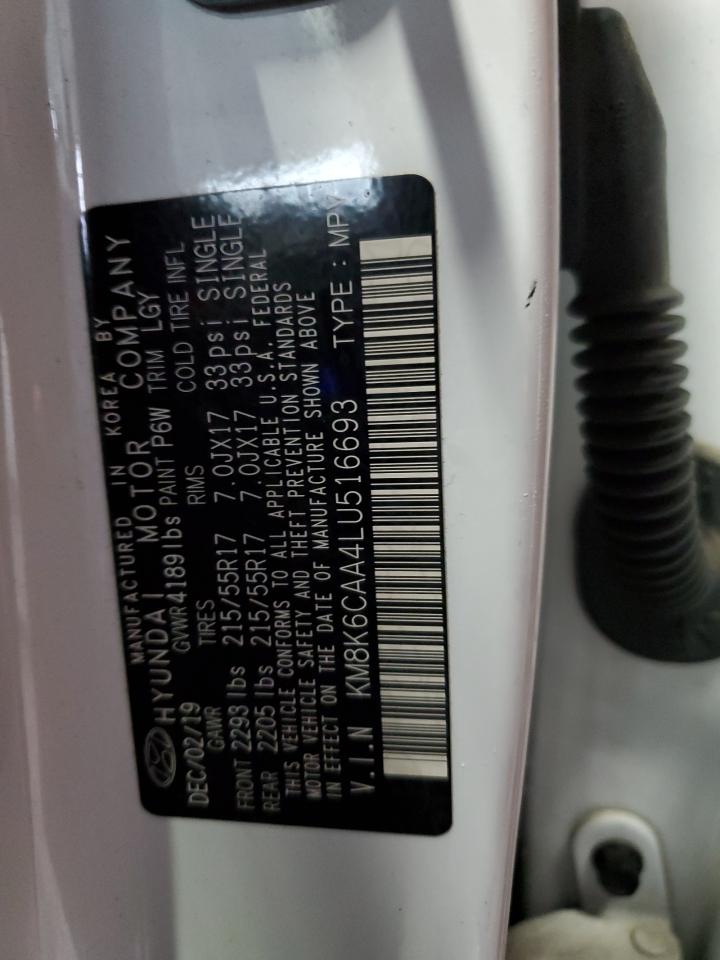 MANUFACTURED IN KOREA BY
HYUNDAI MOTOR COMPANY
DEC/02/19 GVWR 4189lbs PAINT P6W TRIM LGY
GAWR TIRES RIMS COLD TIRE INFL
FRONT 2293 lbs 215/55R17 7.0JX17 33psi SINGLE
REAR 2205 lbs 215/55R17 7.0JX17 33psi SINGLE
THIS VEHICLE CONFORMS TO ALL APPLICABLE U.S.A. FEDERAL
MOTOR VEHICLE SAFETY AND THEFT PREVENTION STANDARDS
IN EFFECT ON THE DATE OF MANUFACTURE SHOWN ABOVE
V.I.N KM8K6CAA4LU516693 TYPE : MPV